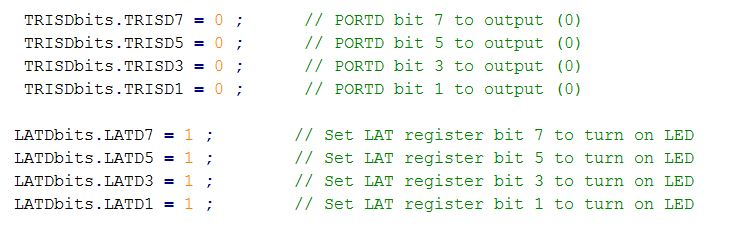 TRISDbits.TRISD7 = 0 ; // PORTD bit 7 to output (0)
TRISDbits.TRISD5 = 0 ; // PORTD bit 5 to output (0)
TRISDbits.TRISD3 = 0 ; // PORTD bit 3 to output (0)
TRISDbits.TRISD1 = 0 ; // PORTD bit 1 to output (0)
LATDbits.LATD7 = 1 ; // Set LAT register bit 7 to turn on LED
LATDbits.LATD5 = 1 ; // Set LAT register bit 5 to turn on LED
LATDbits.LATD3 = 1 ; // Set LAT register bit 3 to turn on LED
LATDbits.LATD1 = 1 ; // Set LAT register bit 1 to turn on LED